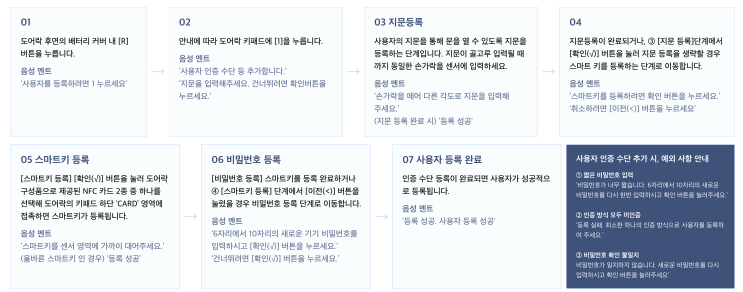 01
도어락 후면의 배터리 커버 내 [R]
버튼을 누릅니다.
음성 멘트
'사용자를 등록하려면 1 누르세요'
02
안내에 따라 도어락 키패드에 [1]을 누릅니다.
음성 멘트
'사용자 인증 수단 등 추가합니다.'
'지문을 입력해주세요. 건너뛰려면 확인버튼을
누르세요.'
03 지문등록
사용자의 지문을 통해 문을 열 수 있도록 지문을
등록하는 단계입니다. 지문이 골고루 입력될 때
까지 동일한 손가락을 센서에 입력하세요.
음성 멘트
'손가락을 떼어 다른 각도로 지문을 입력해
주세요.'
(지문 등록 완료 시) '등록 성공'
04
지문등록이 완료되거나, ③ [지문 등록]단계에서
[확인(√)] 버튼을 눌러 지문 등록을 생략할 경우
스마트 키를 등록하는 단계로 이동합니다.
음성 멘트
'스마트키를 등록하려면 확인 버튼을 누르세요'
'취소하려면 [이전(<)] 버튼을 누르세요'
05 스마트키 등록
[스마트키 등록] [확인(√)] 버튼을 눌러 도어락
구성품으로 제공된 NFC 카드 2종 중 하나를
선택해 도어락의 키패드 하단 'CARD' 영역에
접촉하면 스마트키가 등록됩니다.
음성 멘트
'스마트키를 센서 영역에 가까이 대어주세요.'
(올바른 스마트키 인 경우) '등록 성공'
06 비밀번호 등록
[비밀번호 등록] 스마트키를 등록 완료하거나
④ [스마트키 등록] 단계에서 [이전(<)] 버튼을
눌렀을 경우 비밀번호 등록 단계로 이동합니다.
음성 멘트
'6자리에서 10자리의 새로운 기기 비밀번호를
입력하시고 [확인(√)] 버튼을 누르세요.'
'건너뛰려면 [확인(√)] 버튼을 누르세요.'
07 사용자 등록 완료
인증 수단 등록이 완료되면 사용자가 성공적으
로 등록됩니다.
음성 멘트
'등록 성공. 사용자 등록 성공'
사용자 인증 수단 추가 시, 예외 사항 안내
① 짧은 비밀번호 입력
'비밀번호가 너무 짧습니다. 6자리에서 10자리의 새로운
비밀번호를 다시 한번 입력하시고 확인 버튼을 눌러주세요'
② 인증 방식 모두 미인증
'등록 실패, 최소한 하나의 인증 방식으로 사용자를 등록하
여 주세요.'
③ 비밀번호 확인 불일치
비밀번호가 일치하지 않습니다. 새로운 비밀번호를 다시
입력하시고 확인 버튼을 눌러주세요'